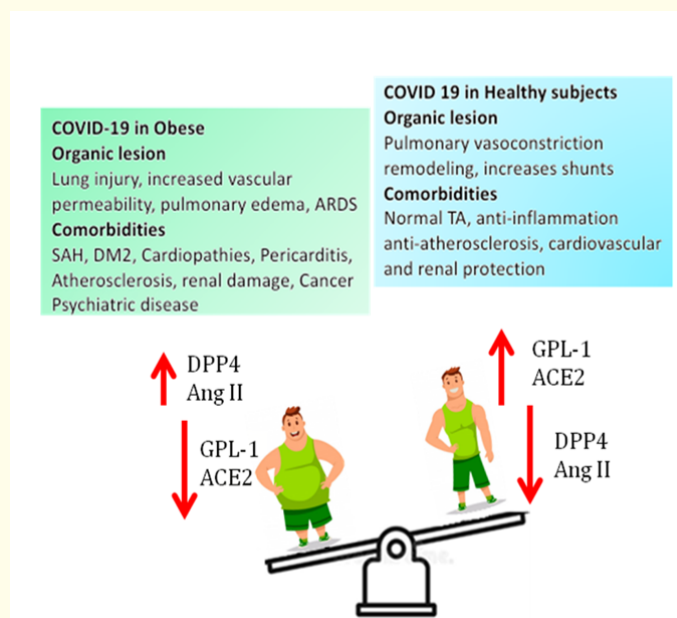 COVID-19 in Obese
Organic lesion
Lung injury, increased vascular
permeability, pulmonary edema, ARDS
Comorbidities
SAH, DM2, Cardiopathies, Pericarditis,
Atherosclerosis, renal damage, Cancer
Psychiatric disease
COVID 19 in Healthy subjects
Organic lesion
Pulmonary vasoconstriction
remodeling, increases shunts
Comorbidities
Normal TA, anti-inflammation
anti-atherosclerosis, cardiovascular
and renal protection
DPP4
Ang II
GPL-1
ACE2
GPL-1
ACE2
DPP4
Ang II